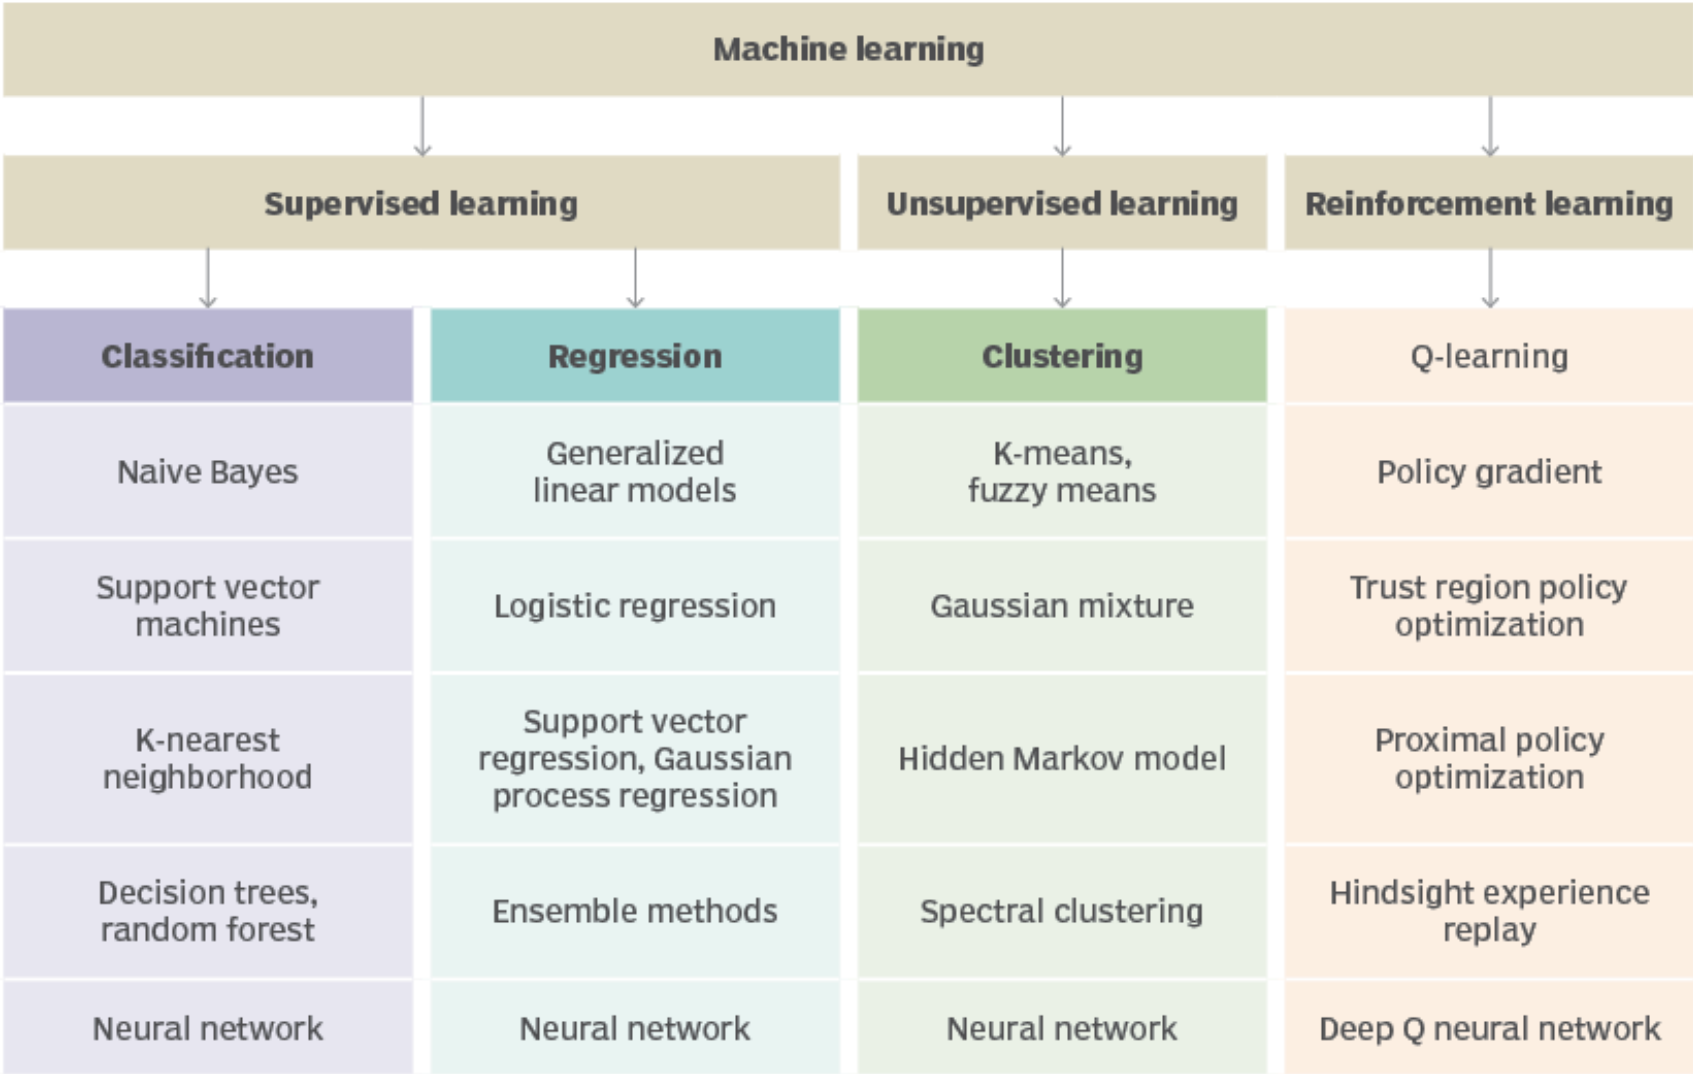 Machine learning
Supervised learning
Unsupervised learning
Reinforcement learning
Classification
Regression
Clustering
Q-learning
Naive Bayes
Generalized
linear models
K-means,
fuzzy means
Policy gradient
Support vector
machines
Logistic regression
Gaussian mixture
Trust region policy
optimization
K-nearest
neighborhood
Support vector
regression, Gaussian
process regression
Hidden Markov model
Proximal policy
optimization
Decision trees,
random forest
Ensemble methods
Spectral clustering
Hindsight experience
replay
Neural network
Neural network
Neural network
Deep Q neural network